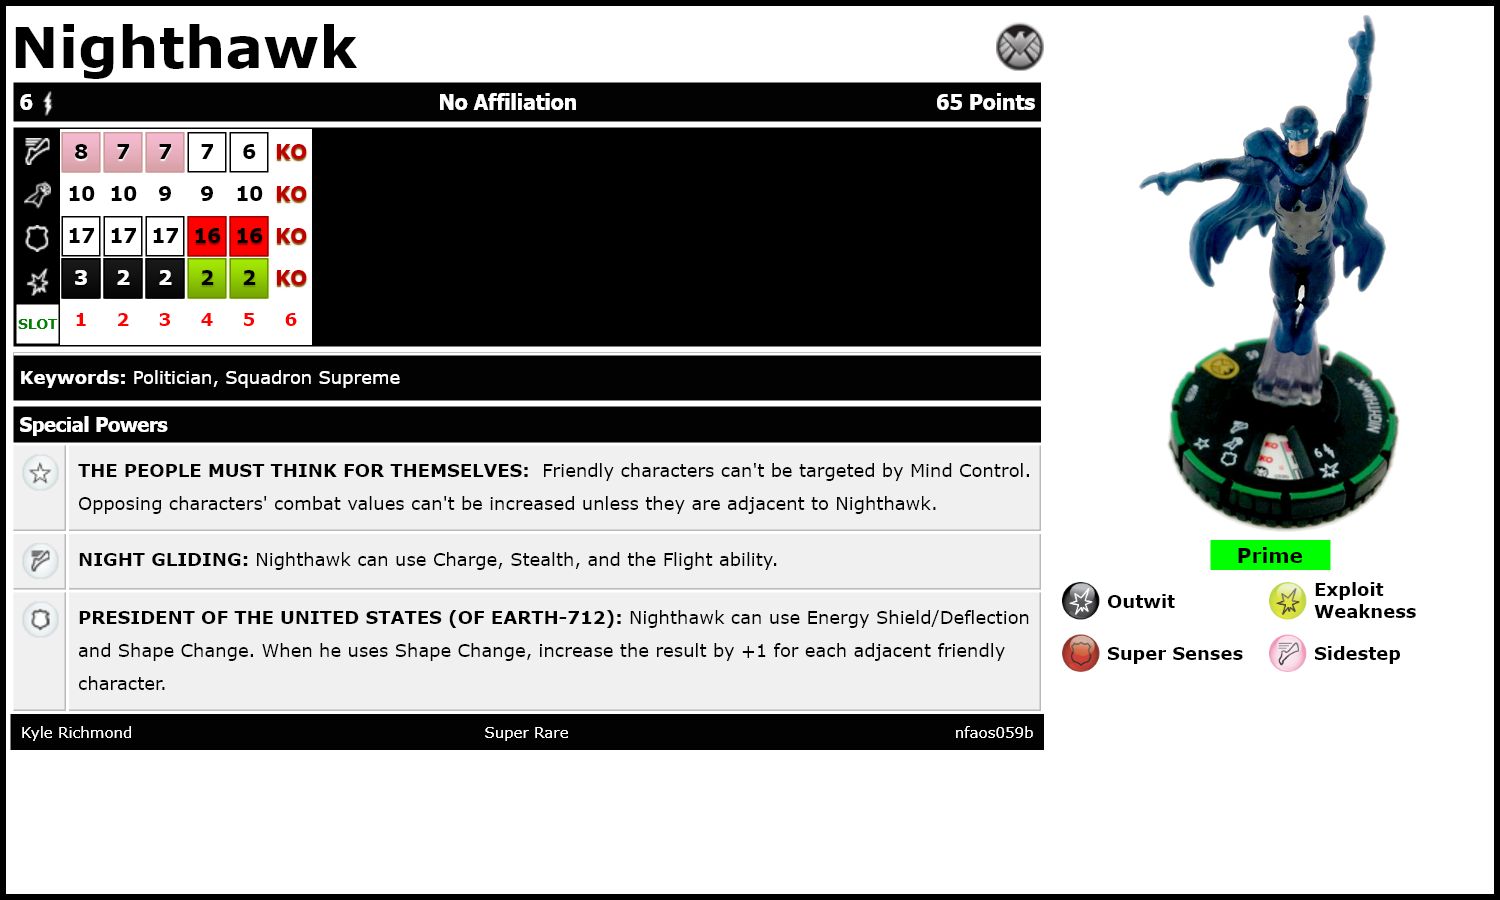 Nighthawk
6 No Affiliation 65 Points
8 7 7 7 6 KO
10 10 9 9 10 KO
17 17 17 16 16 KO
3 2 2 2 2 KO
SLOT 1 2 3 4 5 6
Keywords: Politician, Squadron Supreme
Special Powers
THE PEOPLE MUST THINK FOR THEMSELVES: Friendly characters can't be targeted by Mind Control.
Opposing characters' combat values can't be increased unless they are adjacent to Nighthawk.
NIGHT GLIDING: Nighthawk can use Charge, Stealth, and the Flight ability.
PRESIDENT OF THE UNITED STATES (OF EARTH-712): Nighthawk can use Energy Shield/Deflection
and Shape Change. When he uses Shape Change, increase the result by +1 for each adjacent friendly
character.
Kyle Richmond Super Rare nfaos059b
NIGHTHAWK
6
KO
KO
Prime
Outwit
Exploit
Weakness
Super Senses
Sidestep